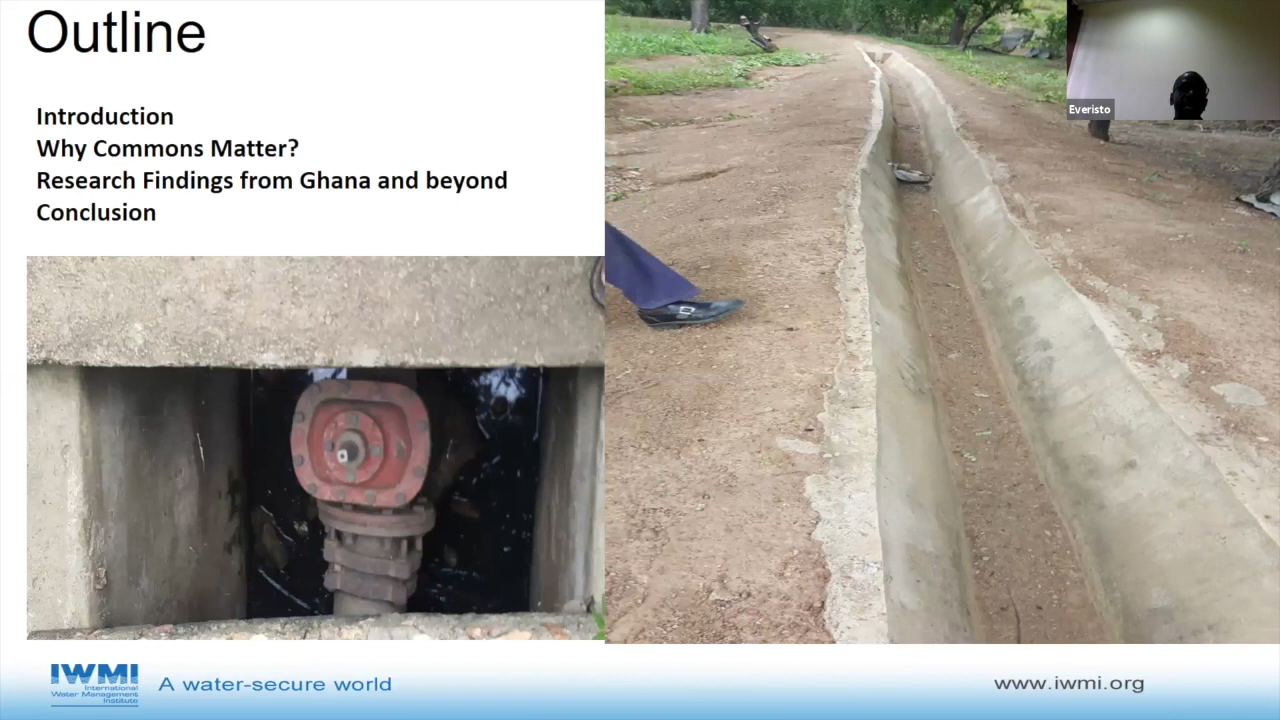 Outline
Introduction
Why Commons Matter?
Research Findings from Ghana and beyond
Conclusion
Everisto
IWMI
International
Water Management
Institute
A water-secure world
www.iwmi.org